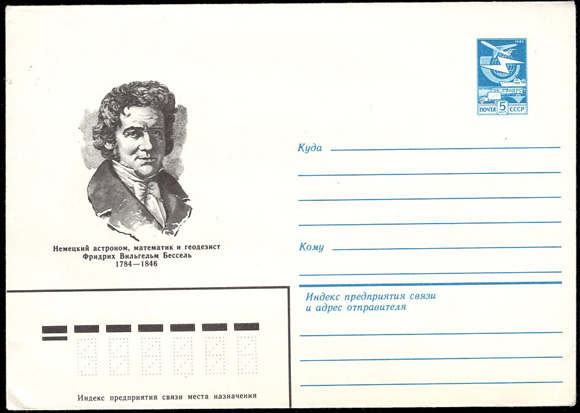 ПОЧТА 5 СССР
Куда
Немецкий астроном, математик и геодезист
Фридрих Вильгельм Бессель
1784—1846
Кому
Индекс предприятия связи
и адрес отправителя
Индекс предприятия связи места назначения